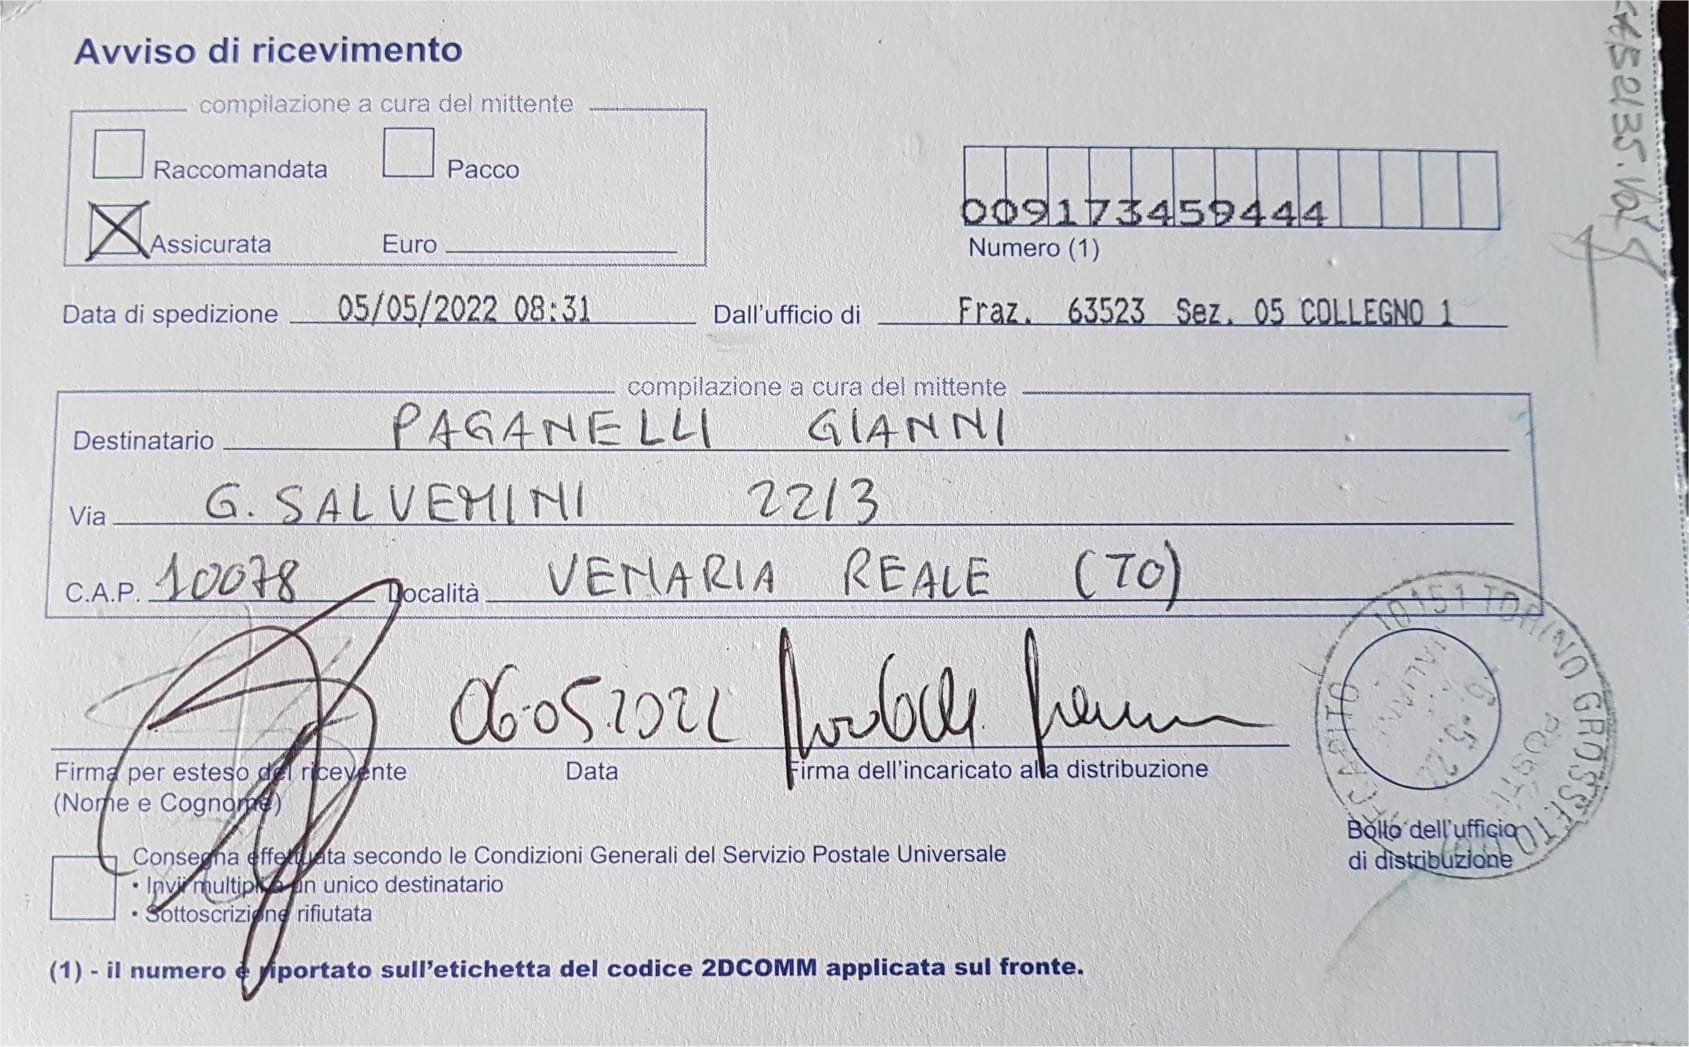 Avviso di ricevimento
compilazione a cura del mittente
Raccomandata Pacco
Assicurata Euro
009173459444
Numero (1)
Data di spedizione 05/05/2022 08:31 Dall'ufficio di Fraz. 63523 Sez. 05 COLLEGNO 1
compilazione a cura del mittente
Destinatario PAGANELLI GIANNI
Via G. SALVEMINI 22/3
C.A.P. 10078 Località VENARIA REALE (TO)
06.05.2022
Firma per esteso del ricevente Data Firma dell'incaricato alla distribuzione
(Nome e Cognome)
10151 TORINO GROSSETO
Bollo dell'ufficio
di distribuzione
Consegna effettuata secondo le Condizioni Generali del Servizio Postale Universale
• Invii multipli a un unico destinatario
• Sottoscrizione rifiutata
(1) - il numero è riportato sull'etichetta del codice 2DCOMM applicata sul fronte.